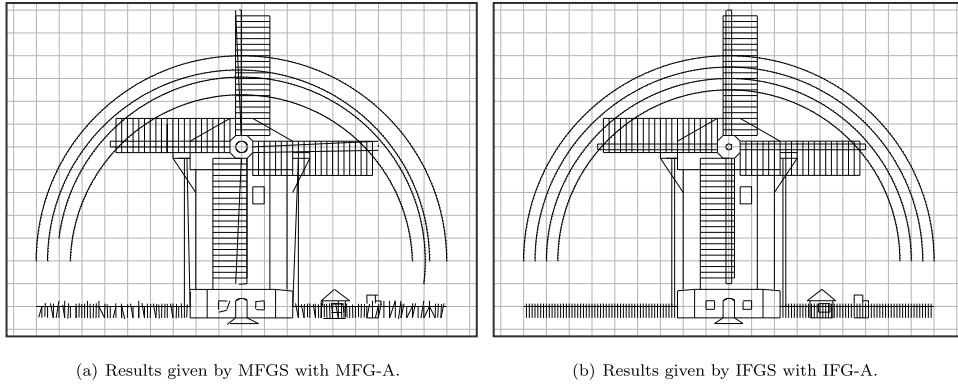 (a) Results given by MFGS with MFG-A.
(b) Results given by IFGS with IFG-A.